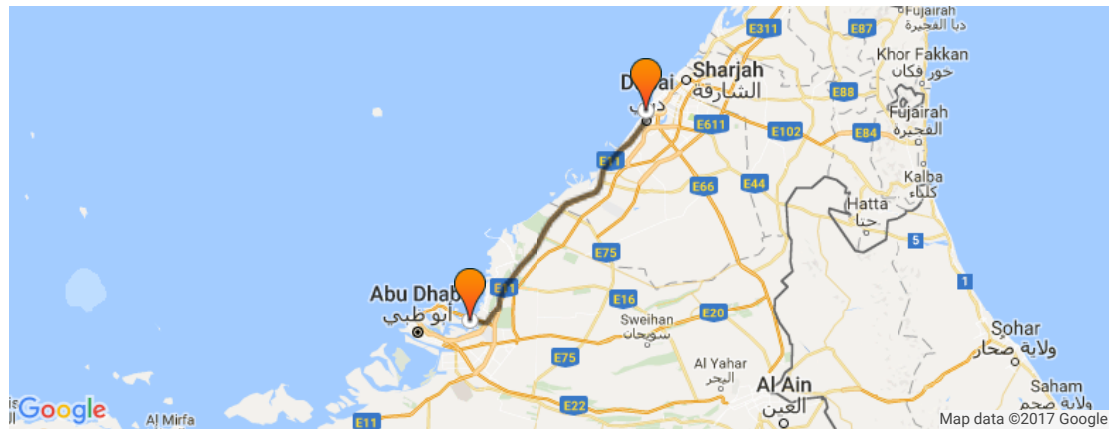 Fujairah
دبا الفجيرة
E311
E87
Khor Fakkan
خور فكان
Sharjah
الشارقة
E88
دبي
E611
Fujairah
الفجيرة
E102
E84
E11
Kalba
كلباء
E66
E44
Hatta
حتا
5
E75
E11
1
Abu Dhabi
أبو ظبي
E16
Sweihan
سويحان
E20
Sohar
ولاية صحار
E75
Al Yahar
اليحر
Al Ain
العين
Saham
ولاية صحم
E22
Google
Al Mirfa
E11
Map data ©2017 Google